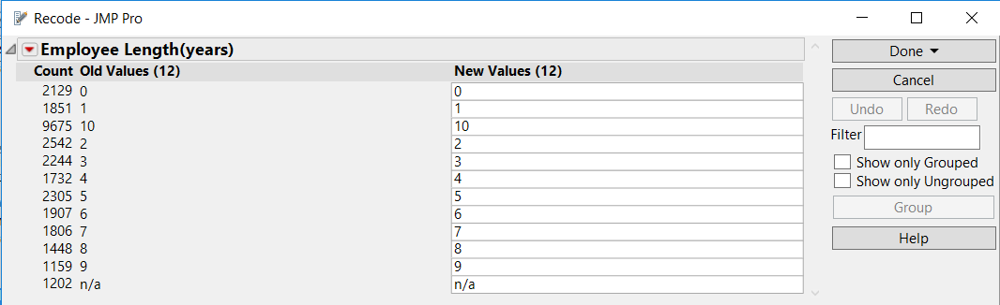 Recode - JMP Pro
Employee Length(years)
Done
Count Old Values (12) New Values (12)
Cancel
2129 0 0
1851 1 1
Undo Redo
9675 10 10
Filter
2542 2 2
2244 3 3
Show only Grouped
1732 4 4
Show only Ungrouped
2305 5 5
1907 6 6
Group
1806 7 7
Help
1448 8 8
1159 9 9
1202 n/a n/a